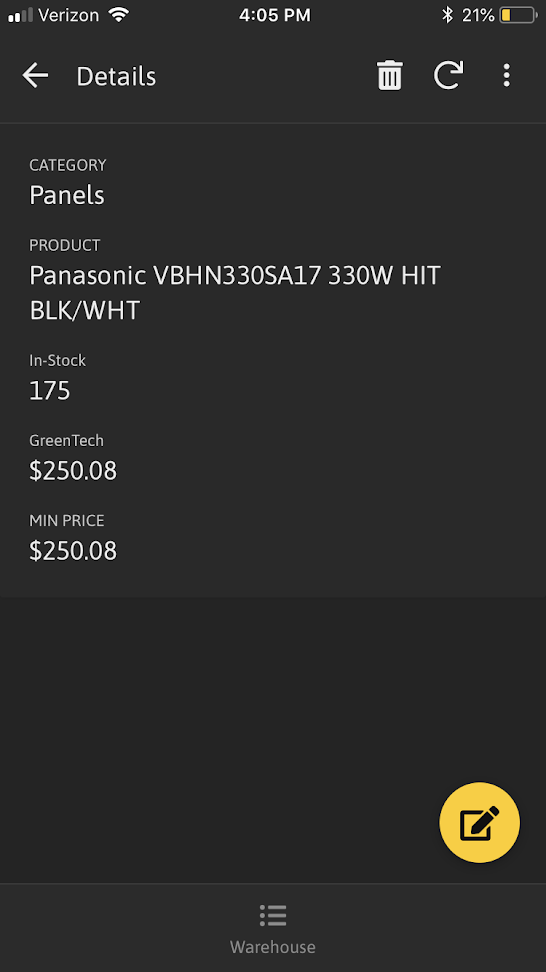 Verizon 4:05 PM 21%
Details
CATEGORY
Panels
PRODUCT
Panasonic VBHN330SA17 330W HIT
BLK/WHT
In-Stock
175
GreenTech
$250.08
MIN PRICE
$250.08
Warehouse